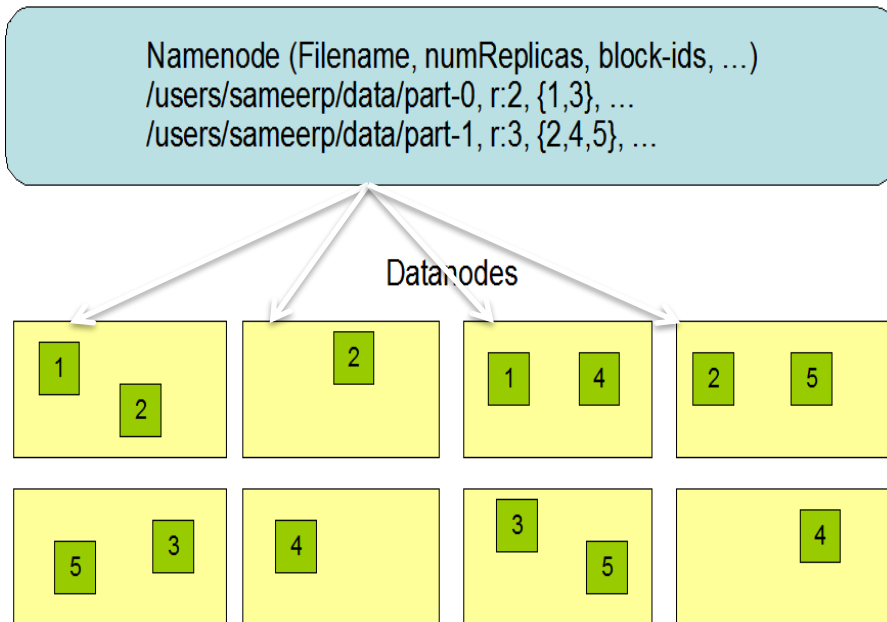 Namenode (Filename, numReplicas, block-ids, …)
/users/sameerp/data/part-0, r:2, {1,3}, …
/users/sameerp/data/part-1, r:3, {2,4,5}, …
Datanodes
1
2
2
1 4
2 5
5 3
4
3
5
4